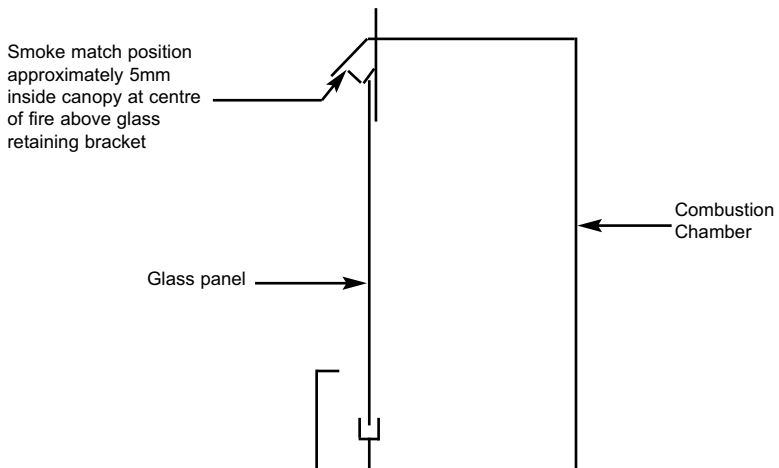 Smoke match position
approximately 5mm
inside canopy at centre
of fire above glass
retaining bracket
Combustion
Chamber
Glass panel